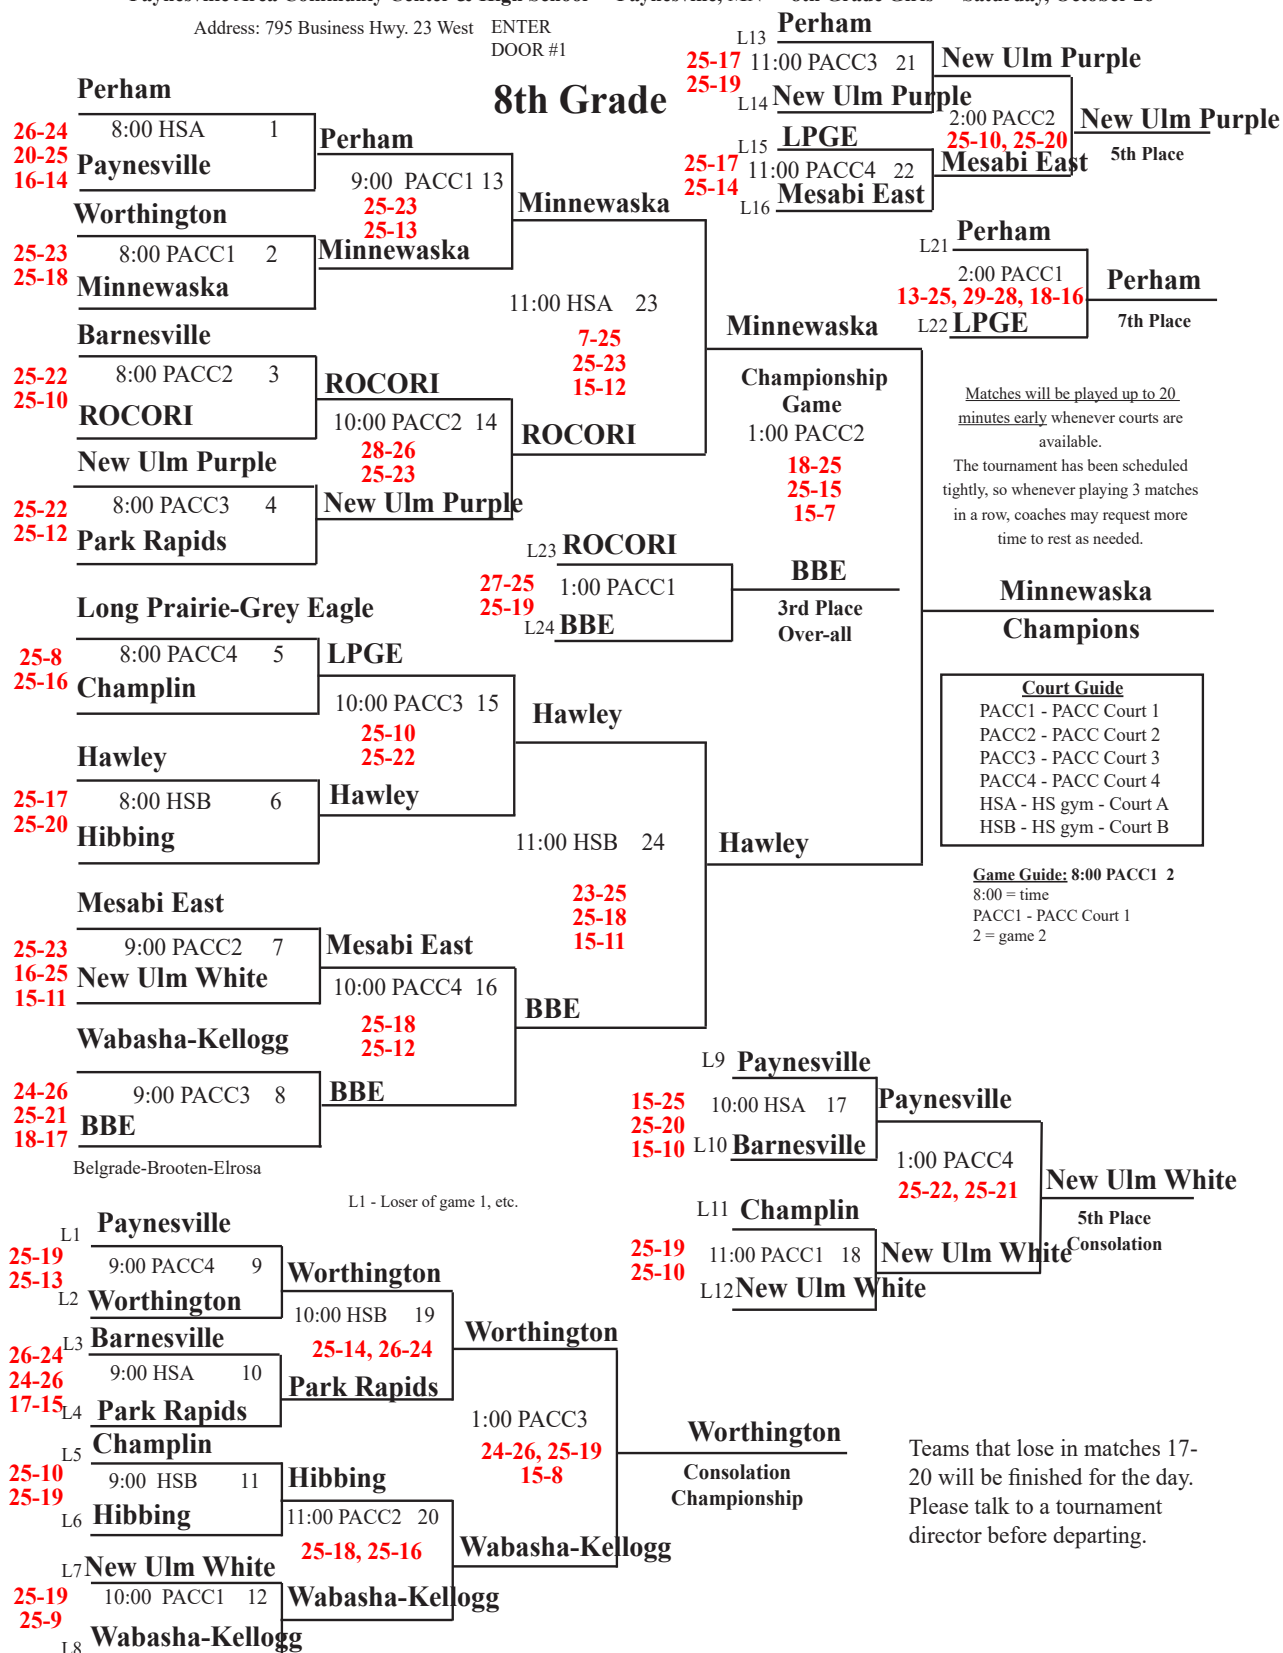 Paynesville Area Community Center & High School - Paynesville, MN - 8th Grade Girls - Saturday, October 26
Address: 795 Business Hwy. 23 West ENTER
DOOR #1
8th Grade
Perham
26-24
8:00 HSA 1
20-25
Paynesville
16-14
Worthington
25-23
8:00 PACC1 2
25-18
Minnewaska
Barnesville
25-22
8:00 PACC2 3
25-10
ROCORI
New Ulm Purple
25-22
8:00 PACC3 4
25-12
Park Rapids
Long Prairie-Grey Eagle
25-8
8:00 PACC4 5
25-16
Champlin
Hawley
25-17
8:00 HSB 6
25-20
Hibbing
Mesabi East
25-23
9:00 PACC2 7
16-25
New Ulm White
15-11
Wabasha-Kellogg
24-26
9:00 PACC3 8
25-21
BBE
18-17
Belgrade-Brooten-Elrosa
Perham
9:00 PACC1 13
25-23
25-13
Minnewaska
ROCORI
10:00 PACC2 14
28-26
25-23
New Ulm Purple
LPGE
10:00 PACC3 15
25-10
25-22
Hawley
Mesabi East
10:00 PACC4 16
25-18
25-12
BBE
Minnewaska
11:00 HSA 23
7-25
25-23
15-12
ROCORI
Hawley
11:00 HSB 24
23-25
25-18
15-11
BBE
Minnewaska
Championship
Game
1:00 PACC2
18-25
25-15
15-7
Hawley
Minnewaska
Champions
L23 ROCORI
27-25
1:00 PACC1
25-19
L24 BBE
BBE
3rd Place
Over-all
L13 Perham
25-17
11:00 PACC3 21
25-19
L14 New Ulm Purple
L15 LPGE
25-17
11:00 PACC4 22
25-14
L16 Mesabi East
New Ulm Purple
2:00 PACC2
25-10, 25-20
Mesabi East
New Ulm Purple
5th Place
L21 Perham
2:00 PACC1
13-25, 29-28, 18-16
L22 LPGE
Perham
7th Place
Matches will be played up to 20
minutes early whenever courts are
available.
The tournament has been scheduled
tightly, so whenever playing 3 matches
in a row, coaches may request more
time to rest as needed.
Court Guide
PACC1 - PACC Court 1
PACC2 - PACC Court 2
PACC3 - PACC Court 3
PACC4 - PACC Court 4
HSA - HS gym - Court A
HSB - HS gym - Court B
Game Guide: 8:00 PACC1 2
8:00 = time
PACC1 - PACC Court 1
2 = game 2
L9 Paynesville
15-25
10:00 HSA 17
25-20
15-10
L10 Barnesville
L11 Champlin
25-19
11:00 PACC1 18
25-10
L12 New Ulm White
Paynesville
1:00 PACC4
25-22, 25-21
New Ulm White
New Ulm White
5th Place
Consolation
L1 - Loser of game 1, etc.
L1 Paynesville
25-19
9:00 PACC4 9
25-13
L2 Worthington
L3 Barnesville
26-24
9:00 HSA 10
24-26
17-15
L4 Park Rapids
L5 Champlin
25-10
9:00 HSB 11
25-19
L6 Hibbing
L7 New Ulm White
25-19
10:00 PACC1 12
25-9
L8 Wabasha-Kellogg
Worthington
10:00 HSB 19
25-14, 26-24
Park Rapids
Hibbing
11:00 PACC2 20
25-18, 25-16
Wabasha-Kellogg
Worthington
1:00 PACC3
24-26, 25-19
15-8
Wabasha-Kellogg
Worthington
Consolation
Championship
Teams that lose in matches 17-
20 will be finished for the day.
Please talk to a tournament
director before departing.